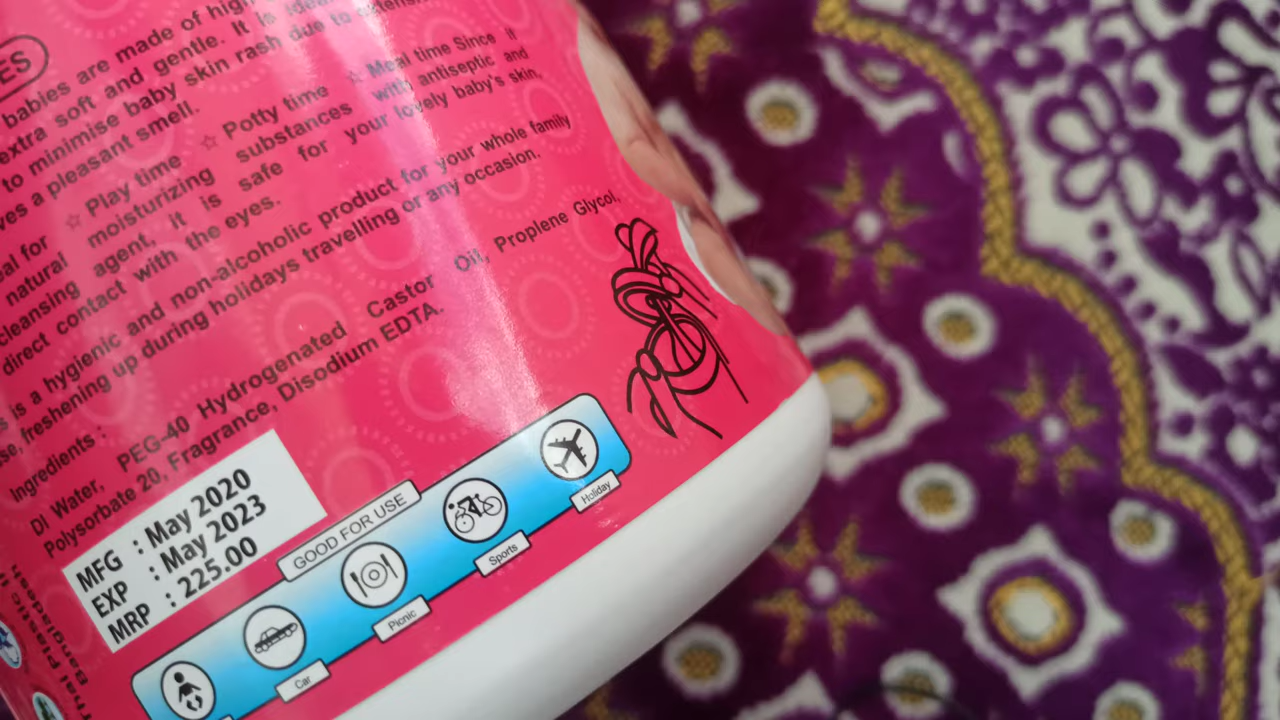 ES
babies are made of high
extra soft and gentle. It is
to minimise baby skin rash due to
a pleasant smell.
for ☆ Play time ☆ Potty time ☆ Meal time Since it
natural moisturizing substances with antiseptic and
cleansing agent, it is safe for your lovely baby's skin,
direct contact with the eyes.
is a hygienic and non-alcoholic product for your whole family
freshening up during holidays travelling or any occasion.
Ingredients :
DI Water, PEG-40 Hydrogenated Castor Oil, Proplene Glycol,
Polysorbate 20, Fragrance, Disodium EDTA.
MFG : May 2020
EXP : May 2023
MRP : 225.00
GOOD FOR USE
Car
Picnic
Sports
Holiday
Plastic